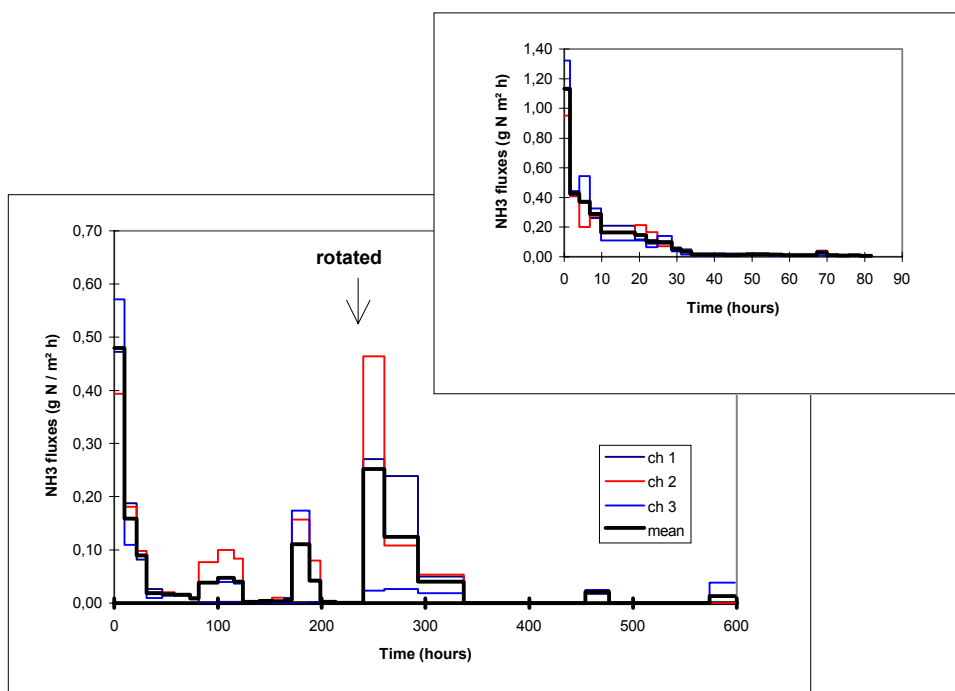 1,40
1,20
1,00
0,80
0,60
0,40
0,20
0,00
NH3 fluxes (g N m² h)
0 10 20 30 40 50 60 70 80 90
Time (hours)
0,70
0,60
0,50
0,40
0,30
0,20
0,10
0,00
NH3 fluxes (g N / m² h)
rotated
ch 1
ch 2
ch 3
mean
0 100 200 300 400 500 600
Time (hours)